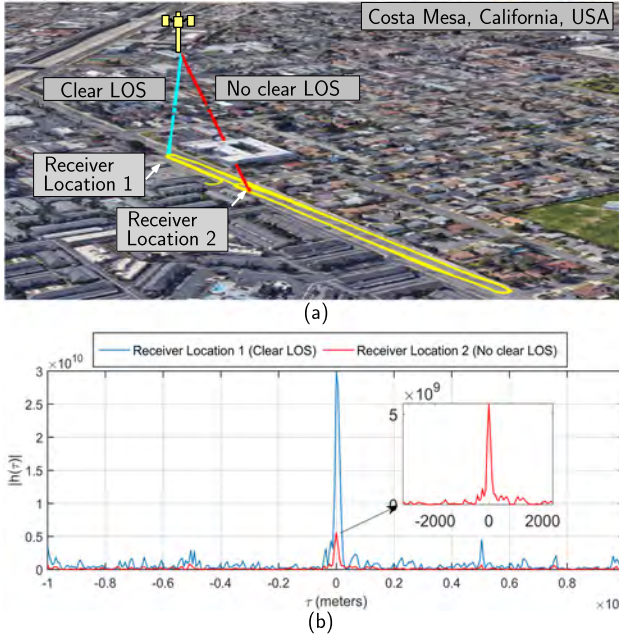 Costa Mesa, California, USA
Clear LOS
No clear LOS
Receiver
Location 1
Receiver
Location 2
(a)
Receiver Location 1 (Clear LOS)
Receiver Location 2 (No clear LOS)
×10^10
3
2.5
2
1.5
1
0.5
0
|h(τ)|
×10^9
5
0
-2000
0
2000
-1
-0.8
-0.6
-0.4
-0.2
0
0.2
0.4
0.6
0.8
τ (meters)
(b)